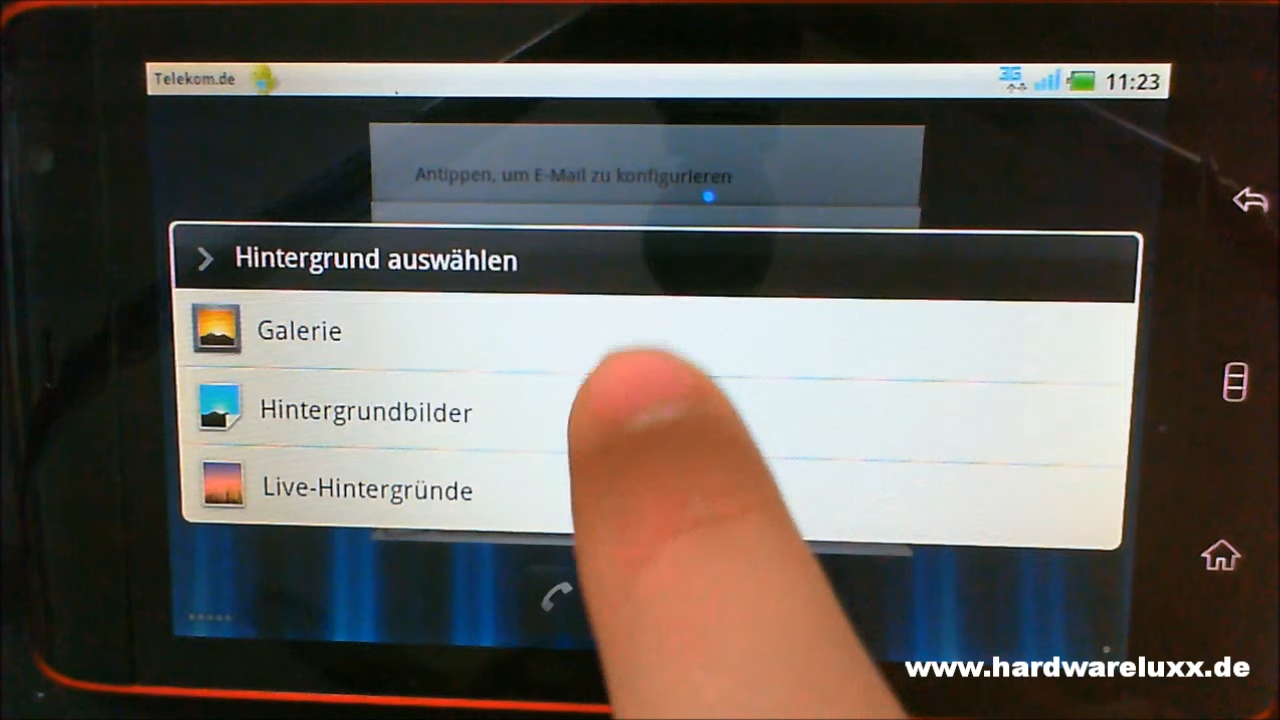 Telekom.de
3G
11:23
Antippen, um E-Mail zu konfigurieren
Hintergrund auswählen
Galerie
Hintergrundbilder
Live-Hintergründe
www.hardwareluxx.de